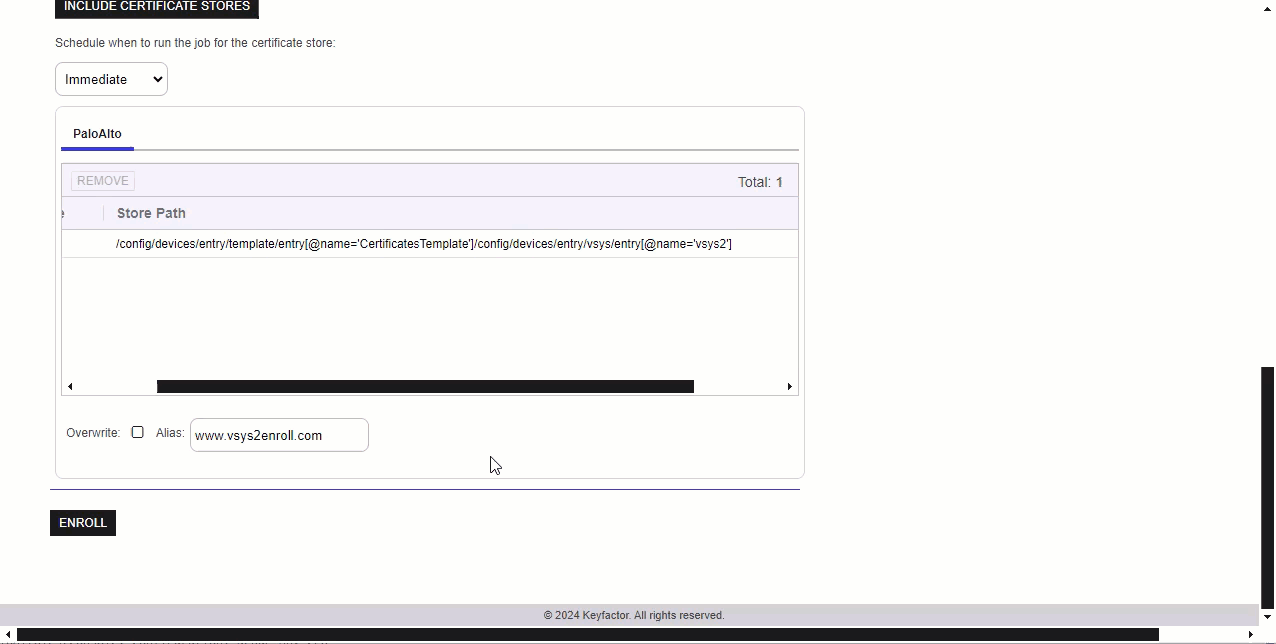 INCLUDE CERTIFICATE STORES
Schedule when to run the job for the certificate store:
Immediate
PaloAlto
REMOVE
Total: 1
Store Path
/config/devices/entry/template/entry[@name='CertificatesTemplate']/config/devices/entry/vsys/entry[@name='vsys2']
Overwrite: Alias: www.vsys2enroll.com
ENROLL
© 2024 Keyfactor. All rights reserved.